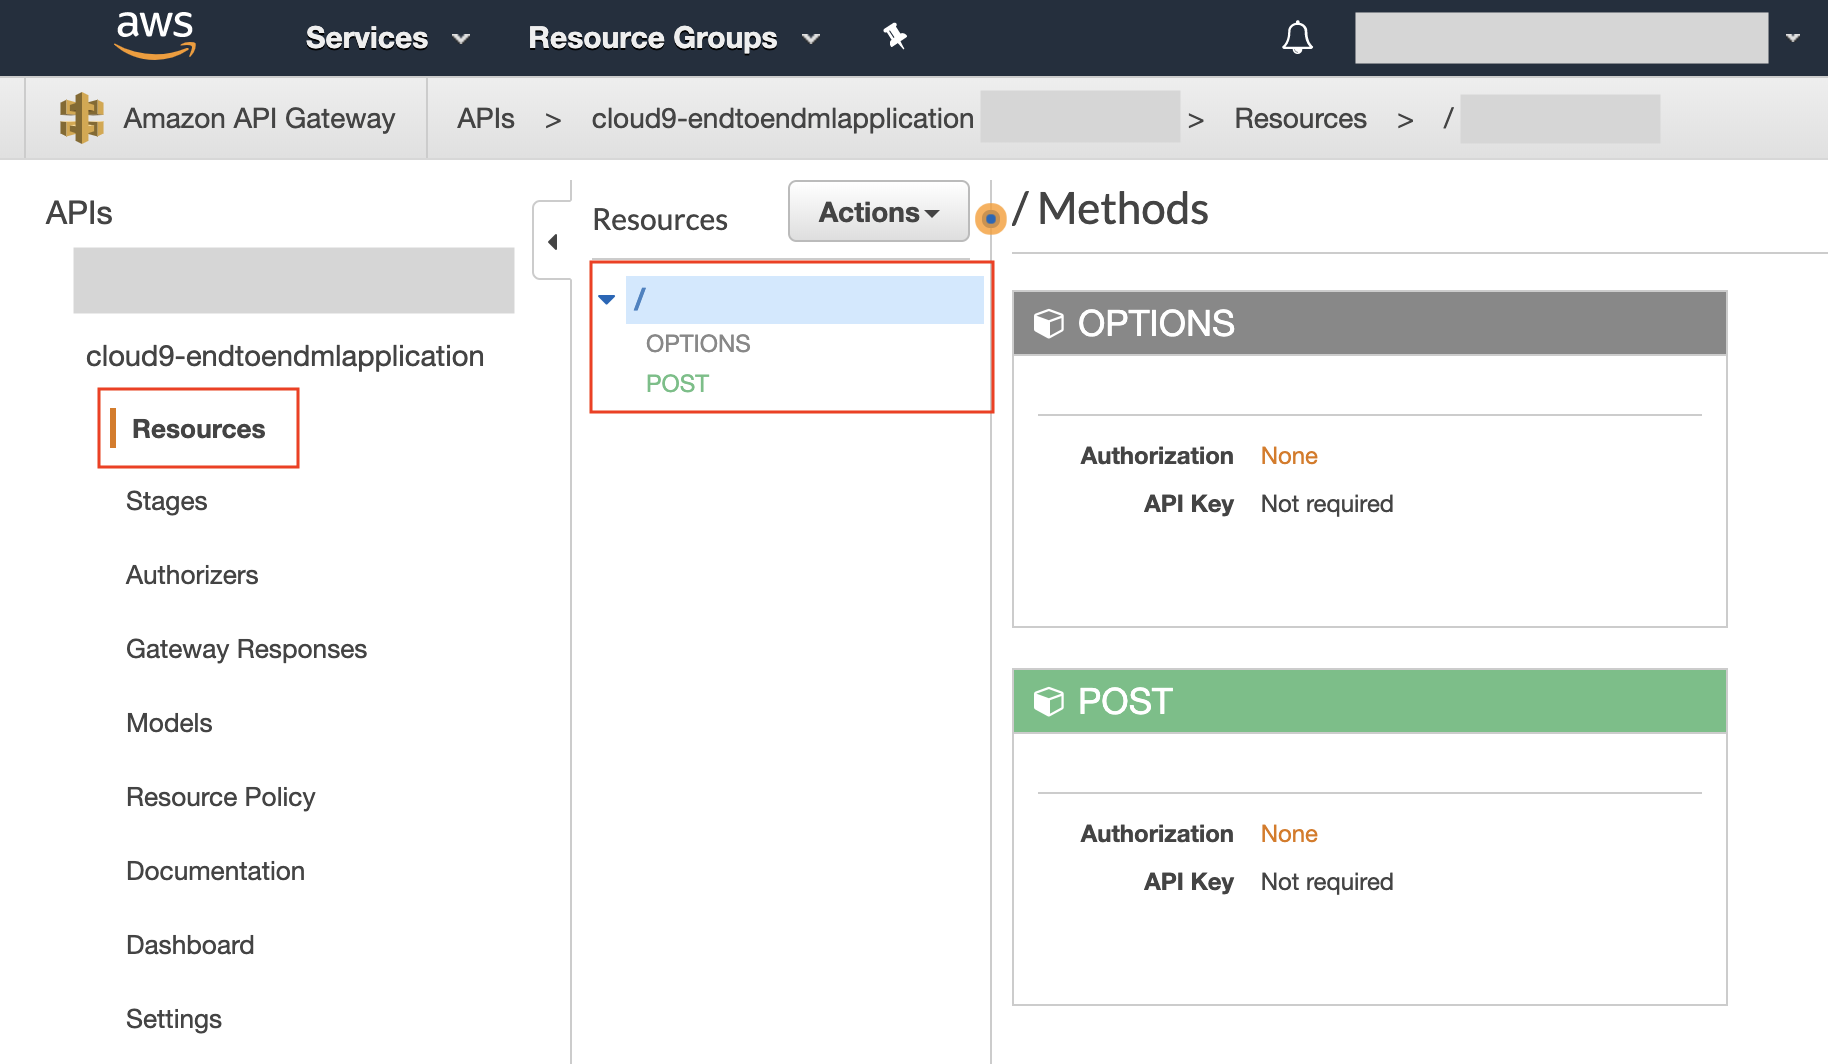 aws Services Resource Groups
Amazon API Gateway APIs > cloud9-endtoendmlapplication > Resources > /
APIs
cloud9-endtoendmlapplication
Resources
Stages
Authorizers
Gateway Responses
Models
Resource Policy
Documentation
Dashboard
Settings
Resources Actions
/
OPTIONS
POST
/ Methods
OPTIONS
Authorization None
API Key Not required
POST
Authorization None
API Key Not required